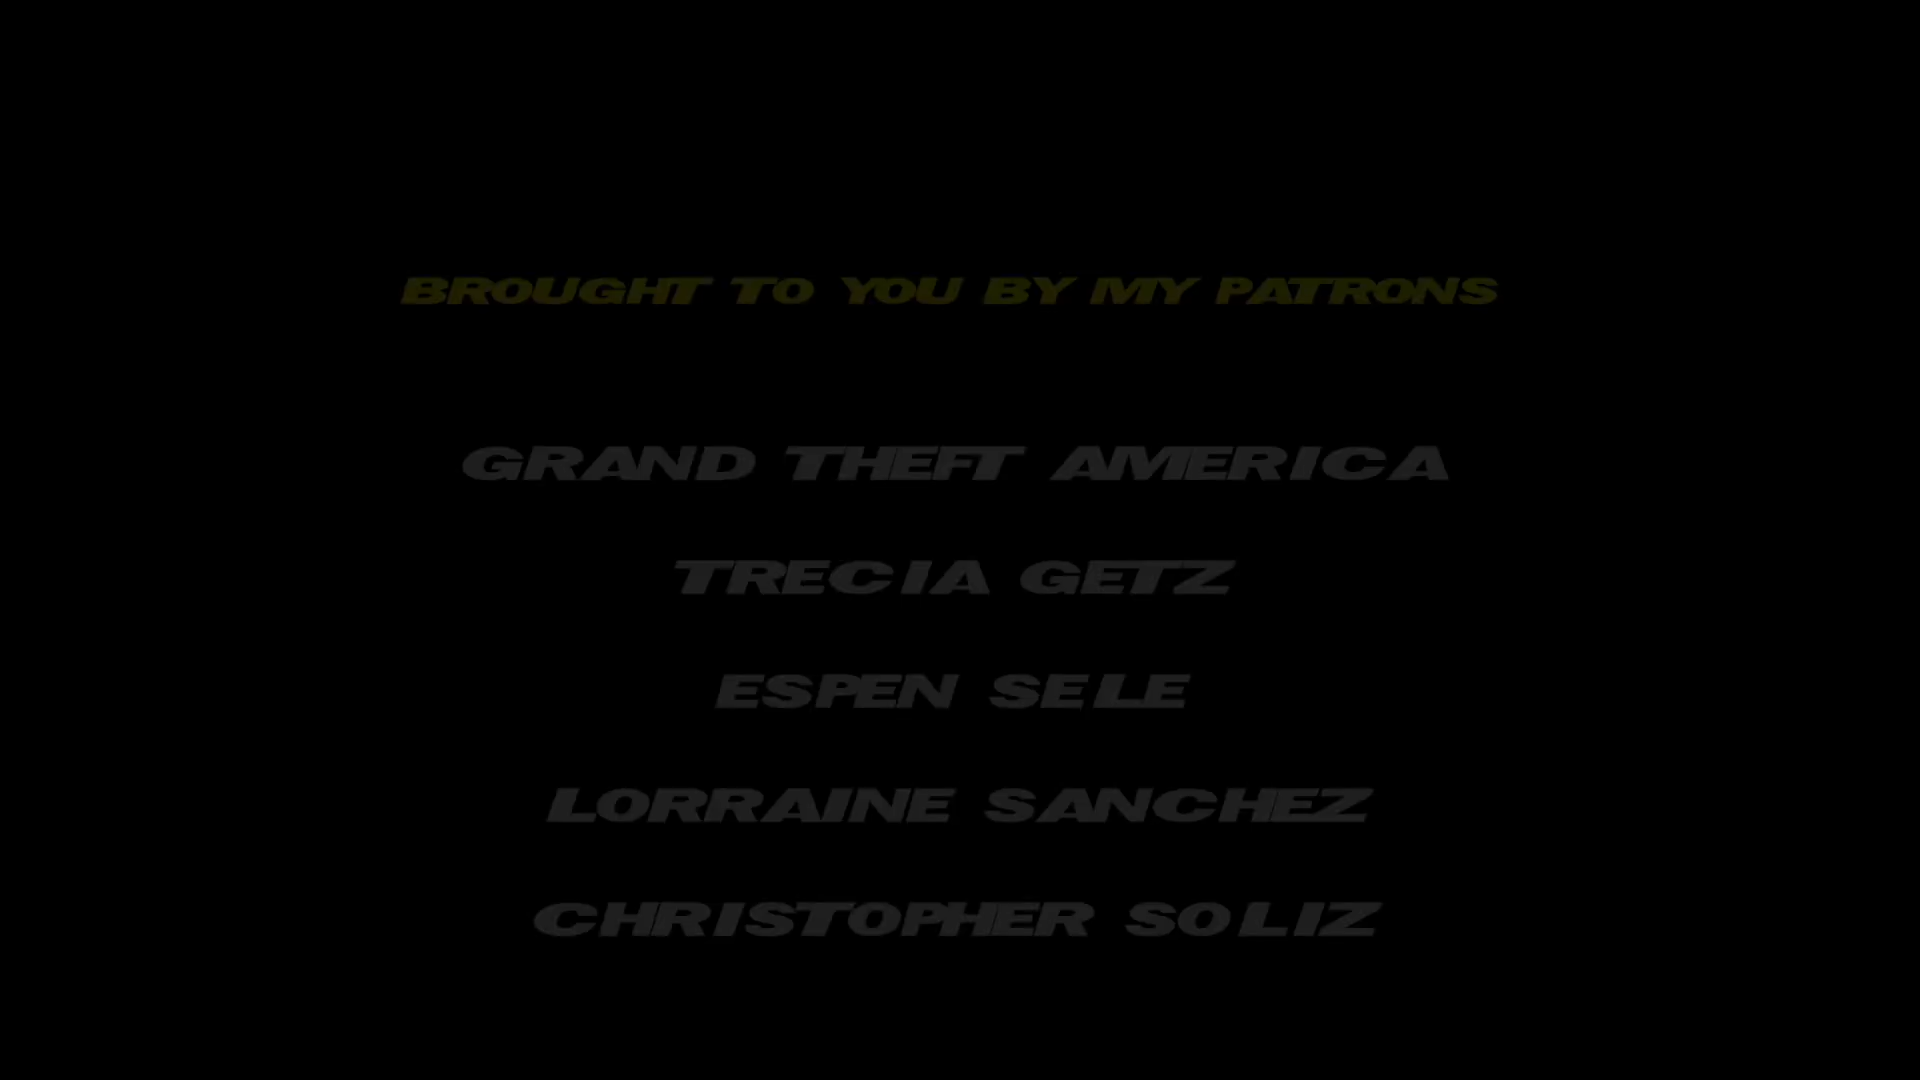 BROUGHT TO YOU BY MY PATRONS
GRAND THEFT AMERICA
TRECIA GETZ
ESPEN SELE
LORRAINE SANCHEZ
CHRISTOPHER SOLIZ